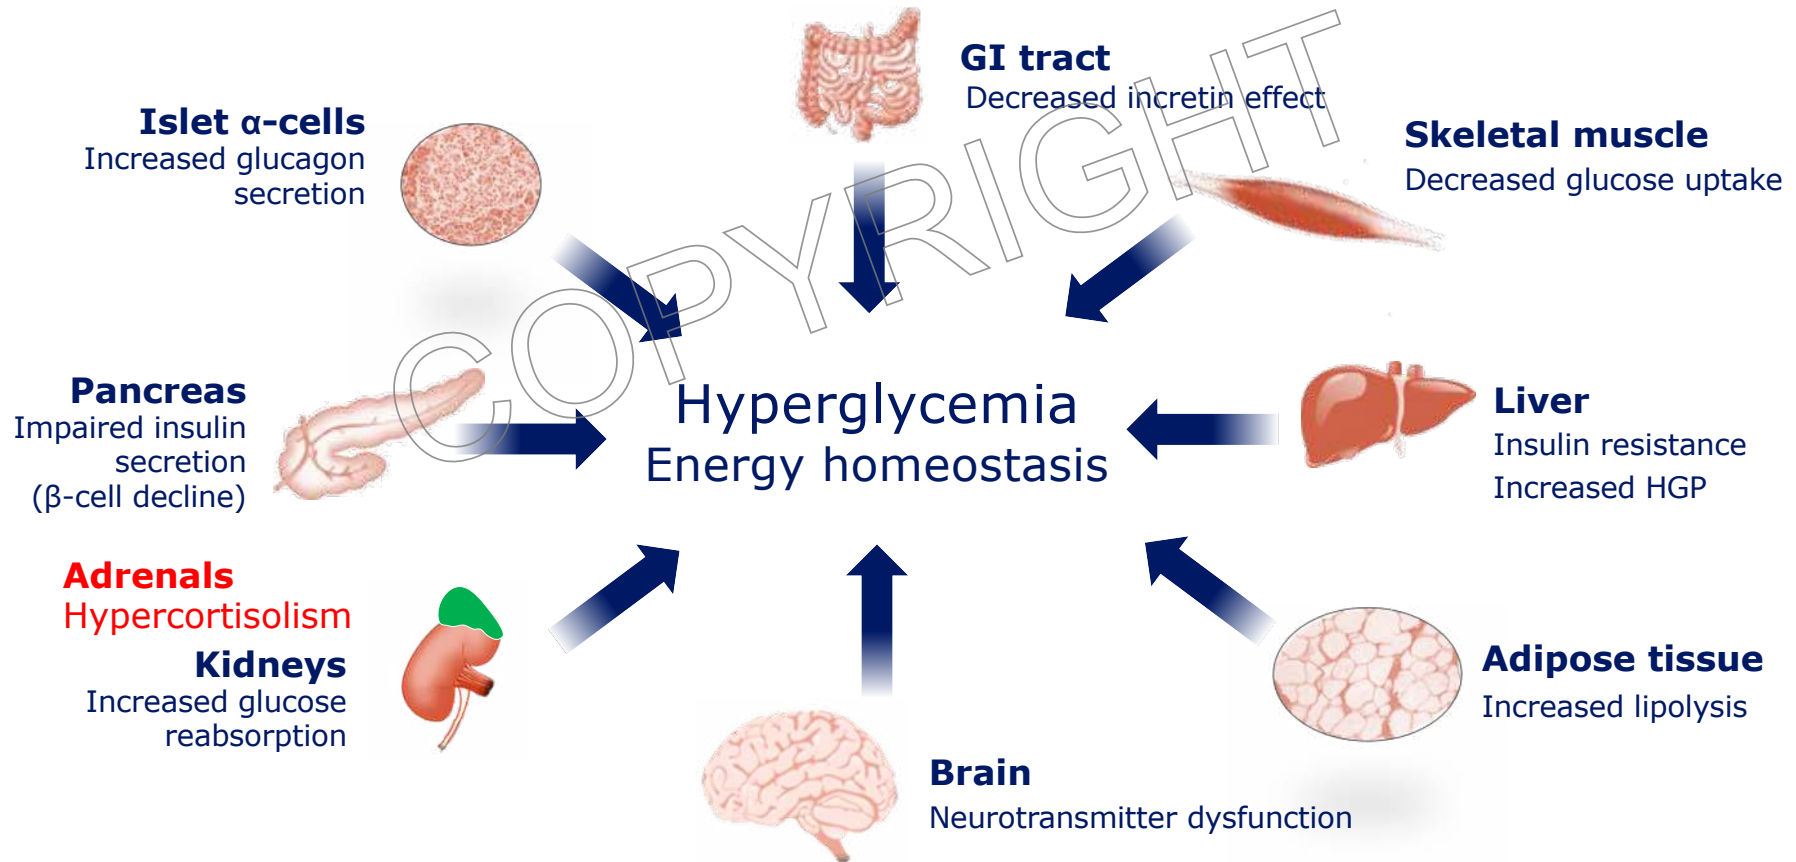 GI tract
Decreased incretin effect
Islet α-cells
Increased glucagon
secretion
Skeletal muscle
Decreased glucose uptake
Pancreas
Impaired insulin
secretion
(β-cell decline)
Hyperglycemia
Energy homeostasis
Liver
Insulin resistance
Increased HGP
Adrenals
Hypercortisolism
Kidneys
Increased glucose
reabsorption
Adipose tissue
Increased lipolysis
Brain
Neurotransmitter dysfunction
COPYRIGHT